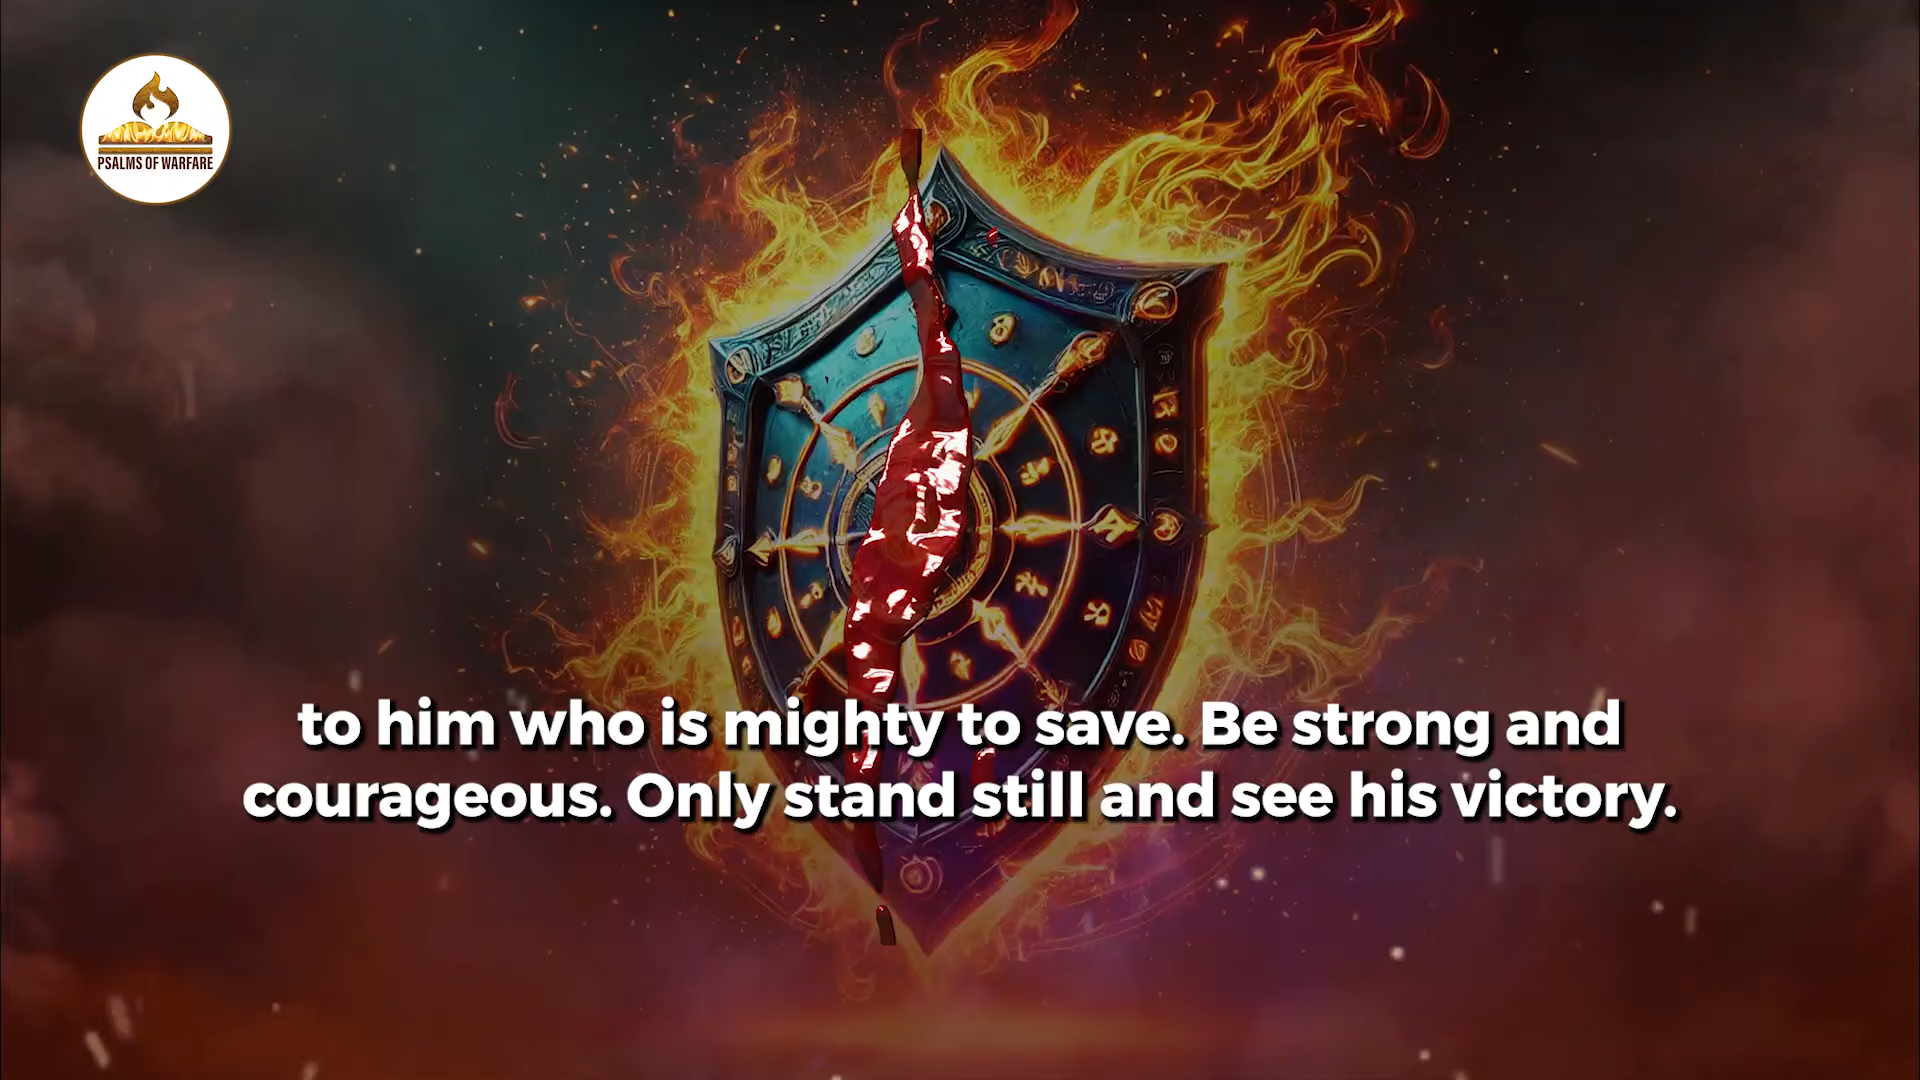 PSALMS OF WARFARE
to him who is mighty to save. Be strong and
courageous. Only stand still and see his victory.